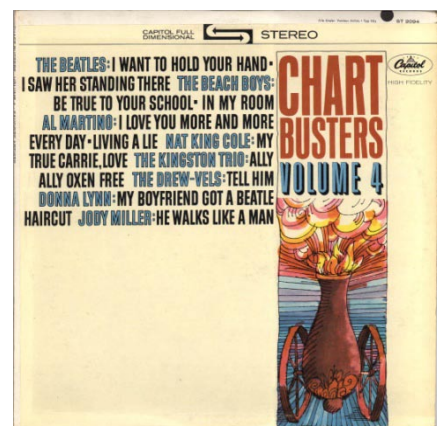 CAPITOL FULL
DIMENSIONAL
STEREO
ST 2094
THE BEATLES: I WANT TO HOLD YOUR HAND•
I SAW HER STANDING THERE THE BEACH BOYS:
BE TRUE TO YOUR SCHOOL• IN MY ROOM
AL MARTINO: I LOVE YOU MORE AND MORE
EVERY DAY•LIVING A LIE NAT KING COLE: MY
TRUE CARRIE, LOVE THE KINGSTON TRIO: ALLY
ALLY OXEN FREE THE DREW-VELS: TELL HIM
DONNA LYNN: MY BOYFRIEND GOT A BEATLE
HAIRCUT JODY MILLER: HE WALKS LIKE A MAN
CHART
BUSTERS
VOLUME 4
Capitol
RECORDS
HIGH FIDELITY